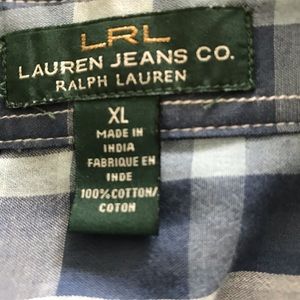 LRL
LAUREN JEANS CO.
RALPH LAUREN
XL
MADE IN
INDIA
FABRIQUE EN
INDE
100%COTTON/
COTON